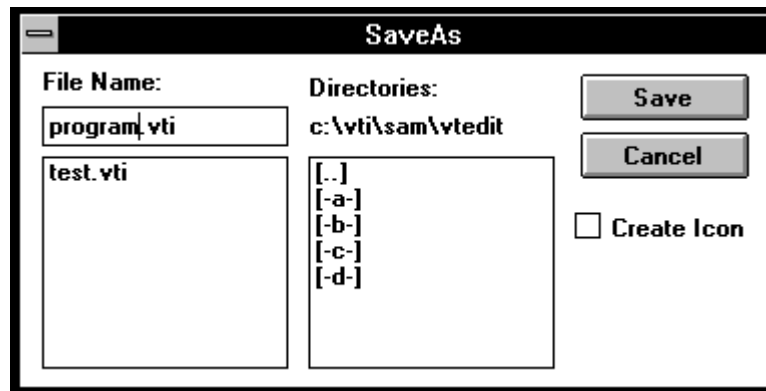 SaveAs
File Name:
program.vti
test.vti
Directories:
c:\vti\sam\vtedit
[..]
[-a-]
[-b-]
[-c-]
[-d-]
Save
Cancel
Create Icon